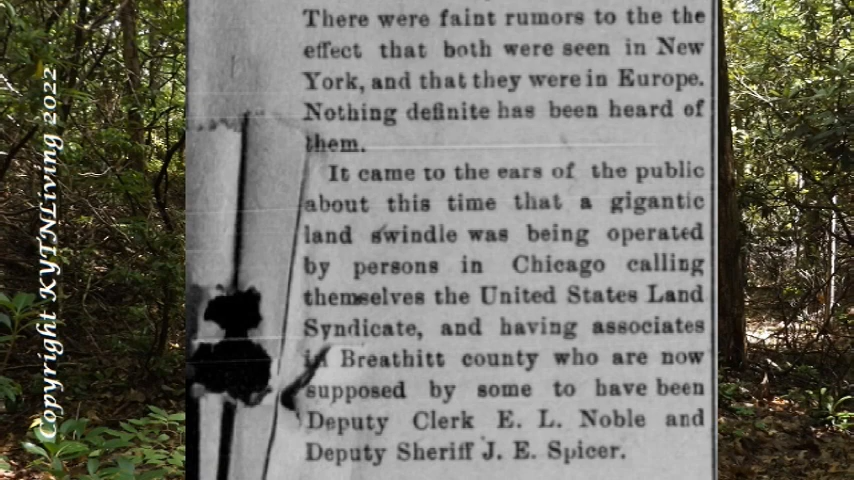 There were faint rumors to the the
effect that both were seen in New
York, and that they were in Europe.
Nothing definite has been heard of
them.
It came to the ears of the public
about this time that a gigantic
land swindle was being operated
by persons in Chicago calling
themselves the United States Land
Syndicate, and having associates
in Breathitt county who are now
supposed by some to have been
Deputy Clerk E. L. Noble and
Deputy Sheriff J. E. Spicer.
Copyright KYTNLiving 2022